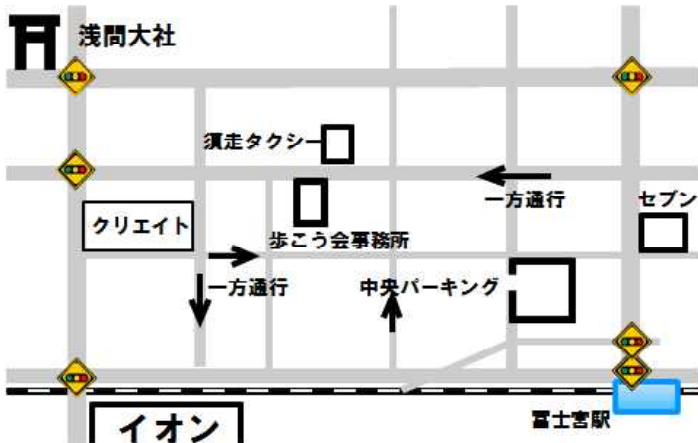 浅間大社
須走タクシー
一方通行
セブン
クリエイト
歩こう会事務所
一方通行
中央パーキング
富士宮駅
イオン